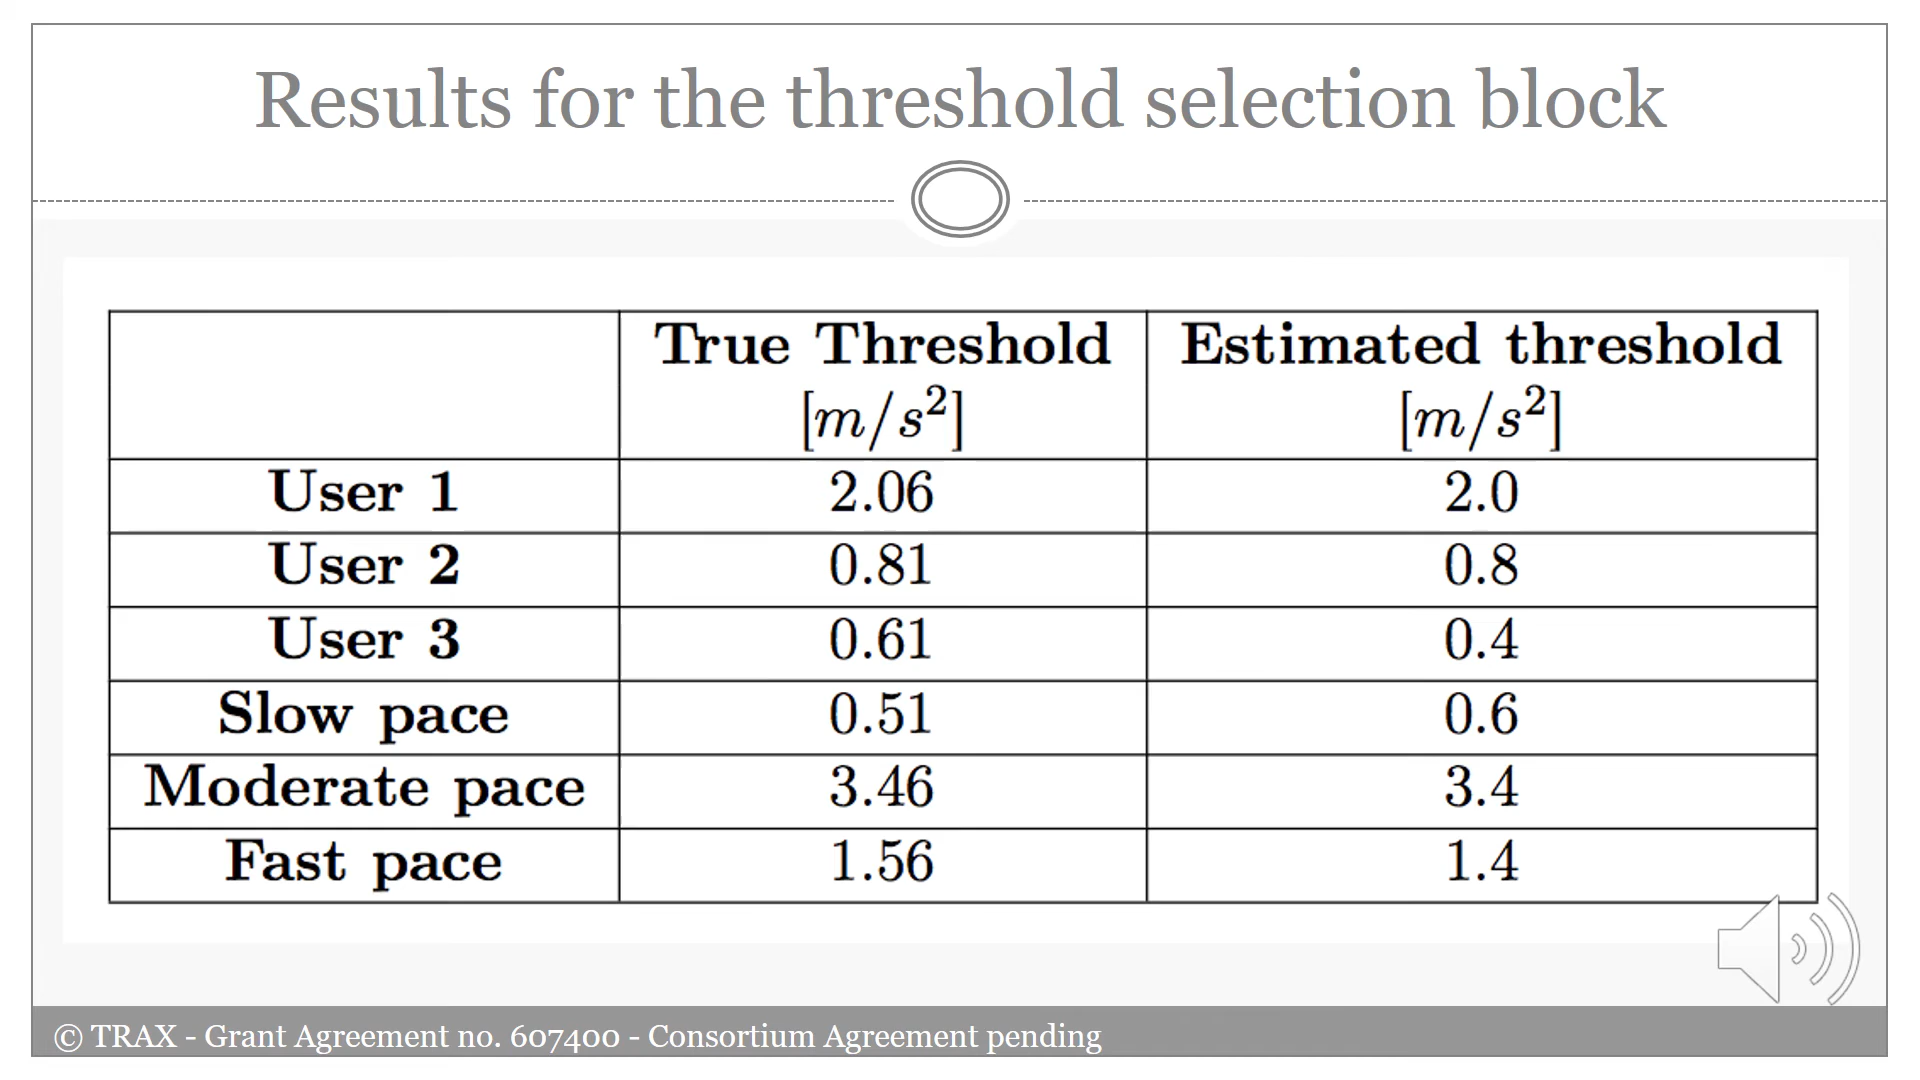 Results for the threshold selection block
True Threshold [m/s²] Estimated threshold [m/s²]
User 1 2.06 2.0
User 2 0.81 0.8
User 3 0.61 0.4
Slow pace 0.51 0.6
Moderate pace 3.46 3.4
Fast pace 1.56 1.4
© TRAX - Grant Agreement no. 607400 - Consortium Agreement pending